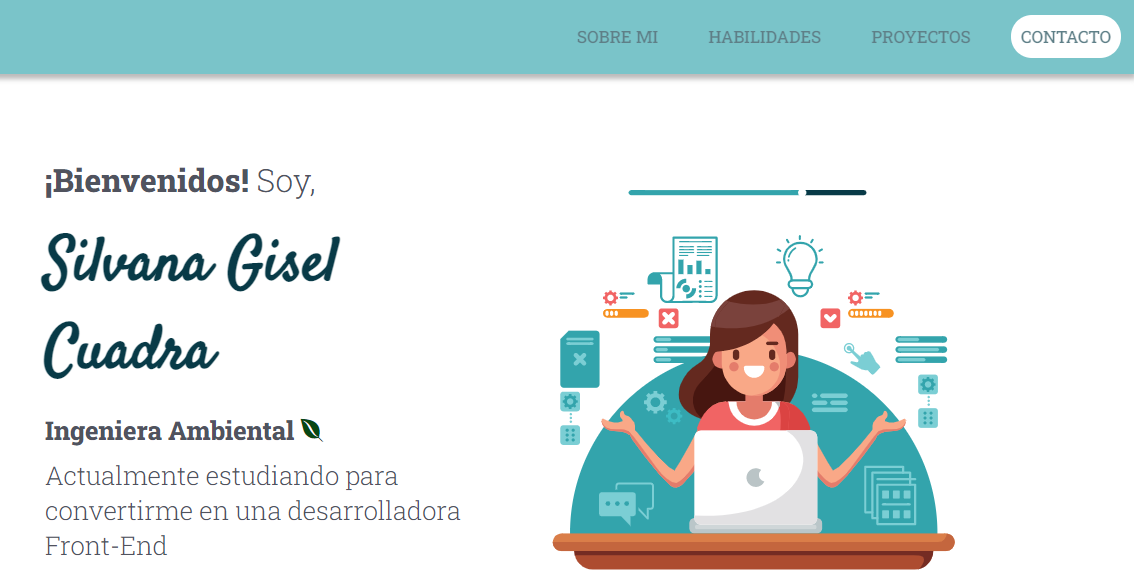 SOBRE MI
HABILIDADES
PROYECTOS
CONTACTO
¡Bienvenidos! Soy,
Silvana Gisel
Cuadra
Ingeniera Ambiental
Actualmente estudiando para
convertirme en una desarrolladora
Front-End